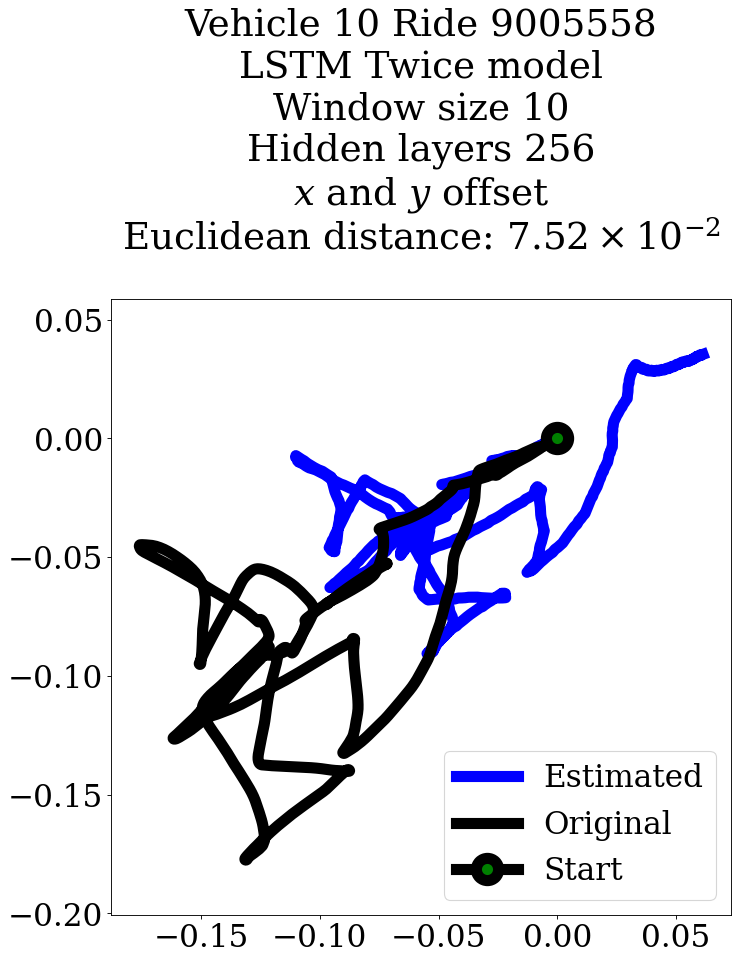 Vehicle 10 Ride 9005558
LSTM Twice model
Window size 10
Hidden layers 256
x and y offset
Euclidean distance: 7.52 × 10⁻²
0.05
0.00
−0.05
−0.10
−0.15
−0.20
Estimated
Original
Start
−0.15 −0.10 −0.05 0.00 0.05